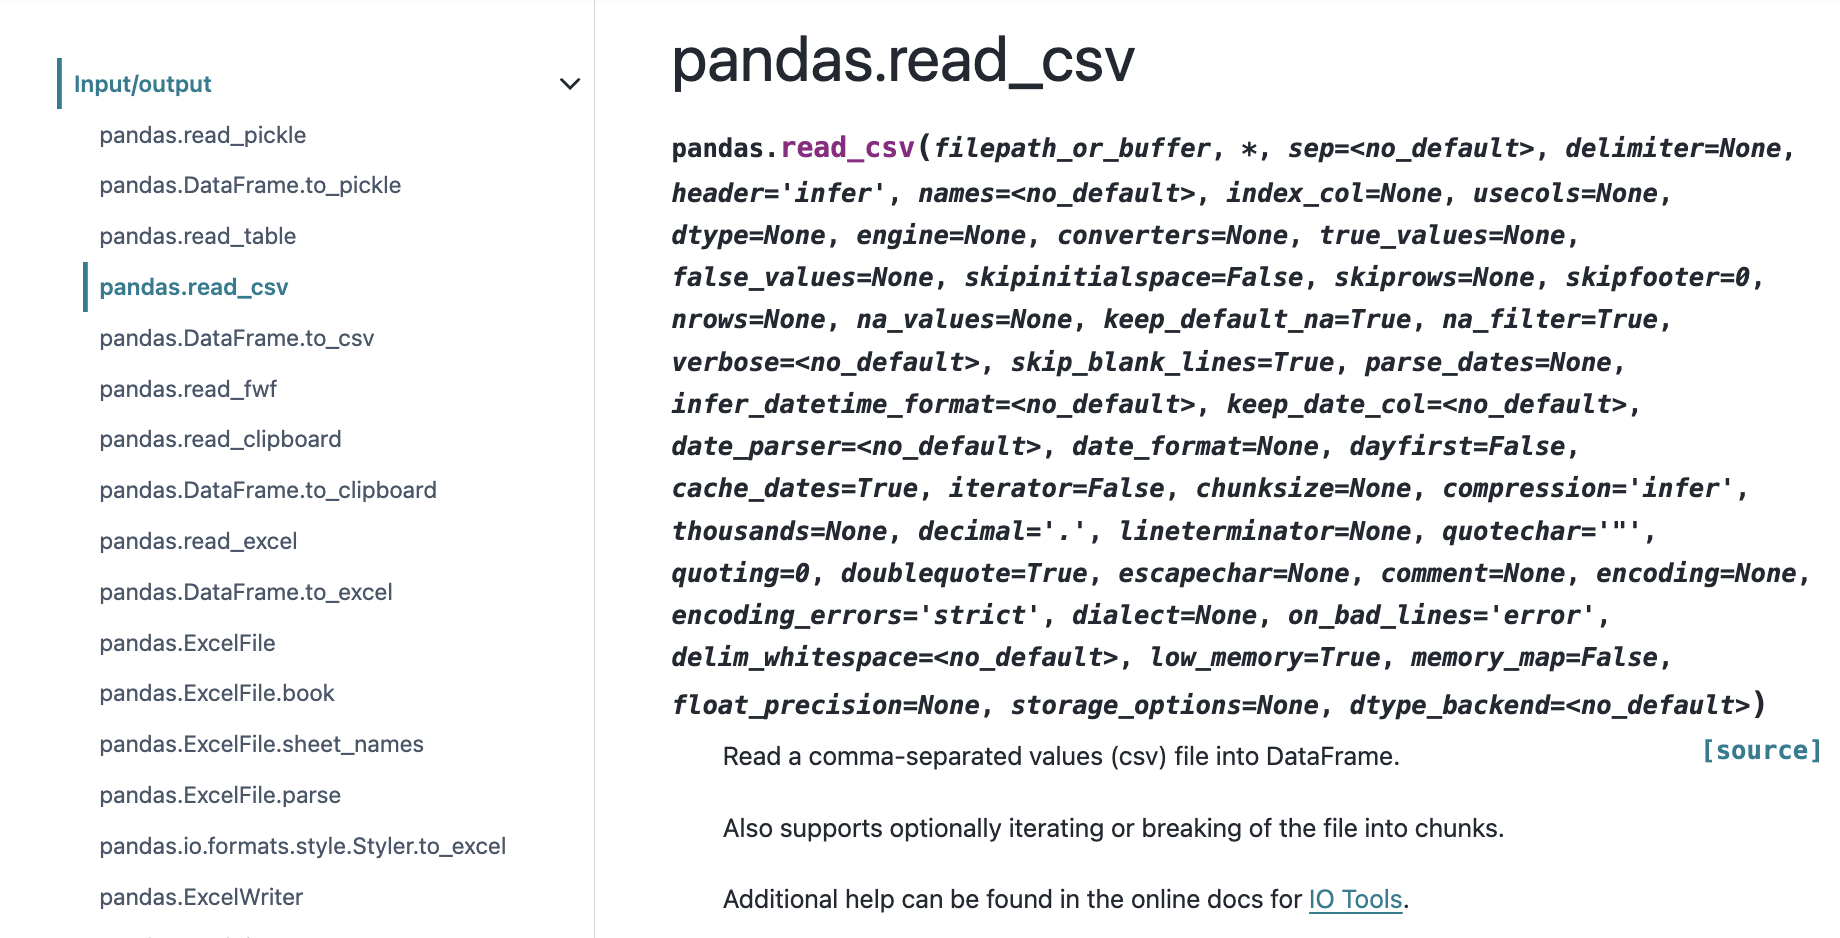 Input/output
pandas.read_pickle
pandas.DataFrame.to_pickle
pandas.read_table
pandas.read_csv
pandas.DataFrame.to_csv
pandas.read_fwf
pandas.read_clipboard
pandas.DataFrame.to_clipboard
pandas.read_excel
pandas.DataFrame.to_excel
pandas.ExcelFile
pandas.ExcelFile.book
pandas.ExcelFile.sheet_names
pandas.ExcelFile.parse
pandas.io.formats.style.Styler.to_excel
pandas.ExcelWriter
pandas.read_csv
pandas.read_csv(filepath_or_buffer, *, sep=<no_default>, delimiter=None,
header='infer', names=<no_default>, index_col=None, usecols=None,
dtype=None, engine=None, converters=None, true_values=None,
false_values=None, skipinitialspace=False, skiprows=None, skipfooter=0,
nrows=None, na_values=None, keep_default_na=True, na_filter=True,
verbose=<no_default>, skip_blank_lines=True, parse_dates=None,
infer_datetime_format=<no_default>, keep_date_col=<no_default>,
date_parser=<no_default>, date_format=None, dayfirst=False,
cache_dates=True, iterator=False, chunksize=None, compression='infer',
thousands=None, decimal='.', lineterminator=None, quotechar='"',
quoting=0, doublequote=True, escapechar=None, comment=None, encoding=None,
encoding_errors='strict', dialect=None, on_bad_lines='error',
delim_whitespace=<no_default>, low_memory=True, memory_map=False,
float_precision=None, storage_options=None, dtype_backend=<no_default>)
[source]
Read a comma-separated values (csv) file into DataFrame.
Also supports optionally iterating or breaking of the file into chunks.
Additional help can be found in the online docs for IO Tools.